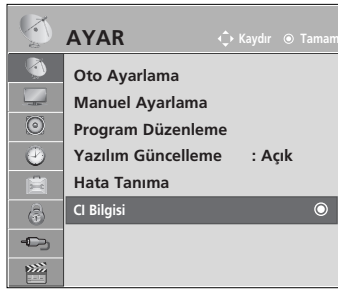 AYAR
Kaydır Tamam
Oto Ayarlama
Manuel Ayarlama
Program Düzenleme
Yazılım Güncelleme : Açık
Hata Tanıma
CI Bilgisi